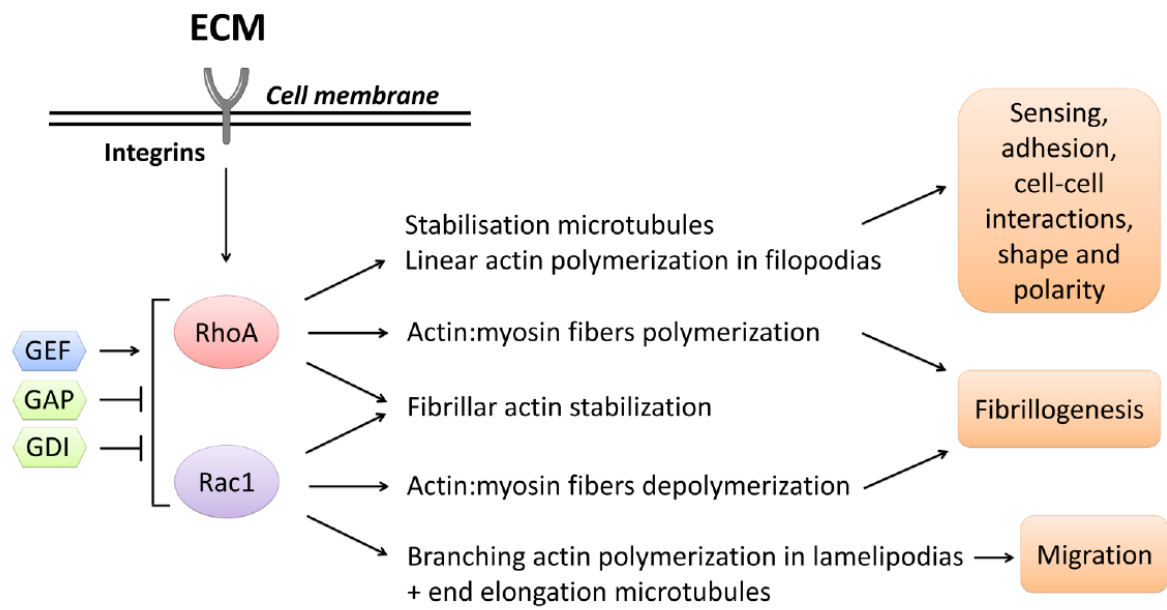 ECM
Cell membrane
Integrins
GEF
GAP
GDI
RhoA
Rac1
Stabilisation microtubules
Linear actin polymerization in filopodias
Actin:myosin fibers polymerization
Fibrillar actin stabilization
Actin:myosin fibers depolymerization
Branching actin polymerization in lamelipodias
+ end elongation microtubules
Sensing,
adhesion,
cell-cell
interactions,
shape and
polarity
Fibrillogenesis
Migration